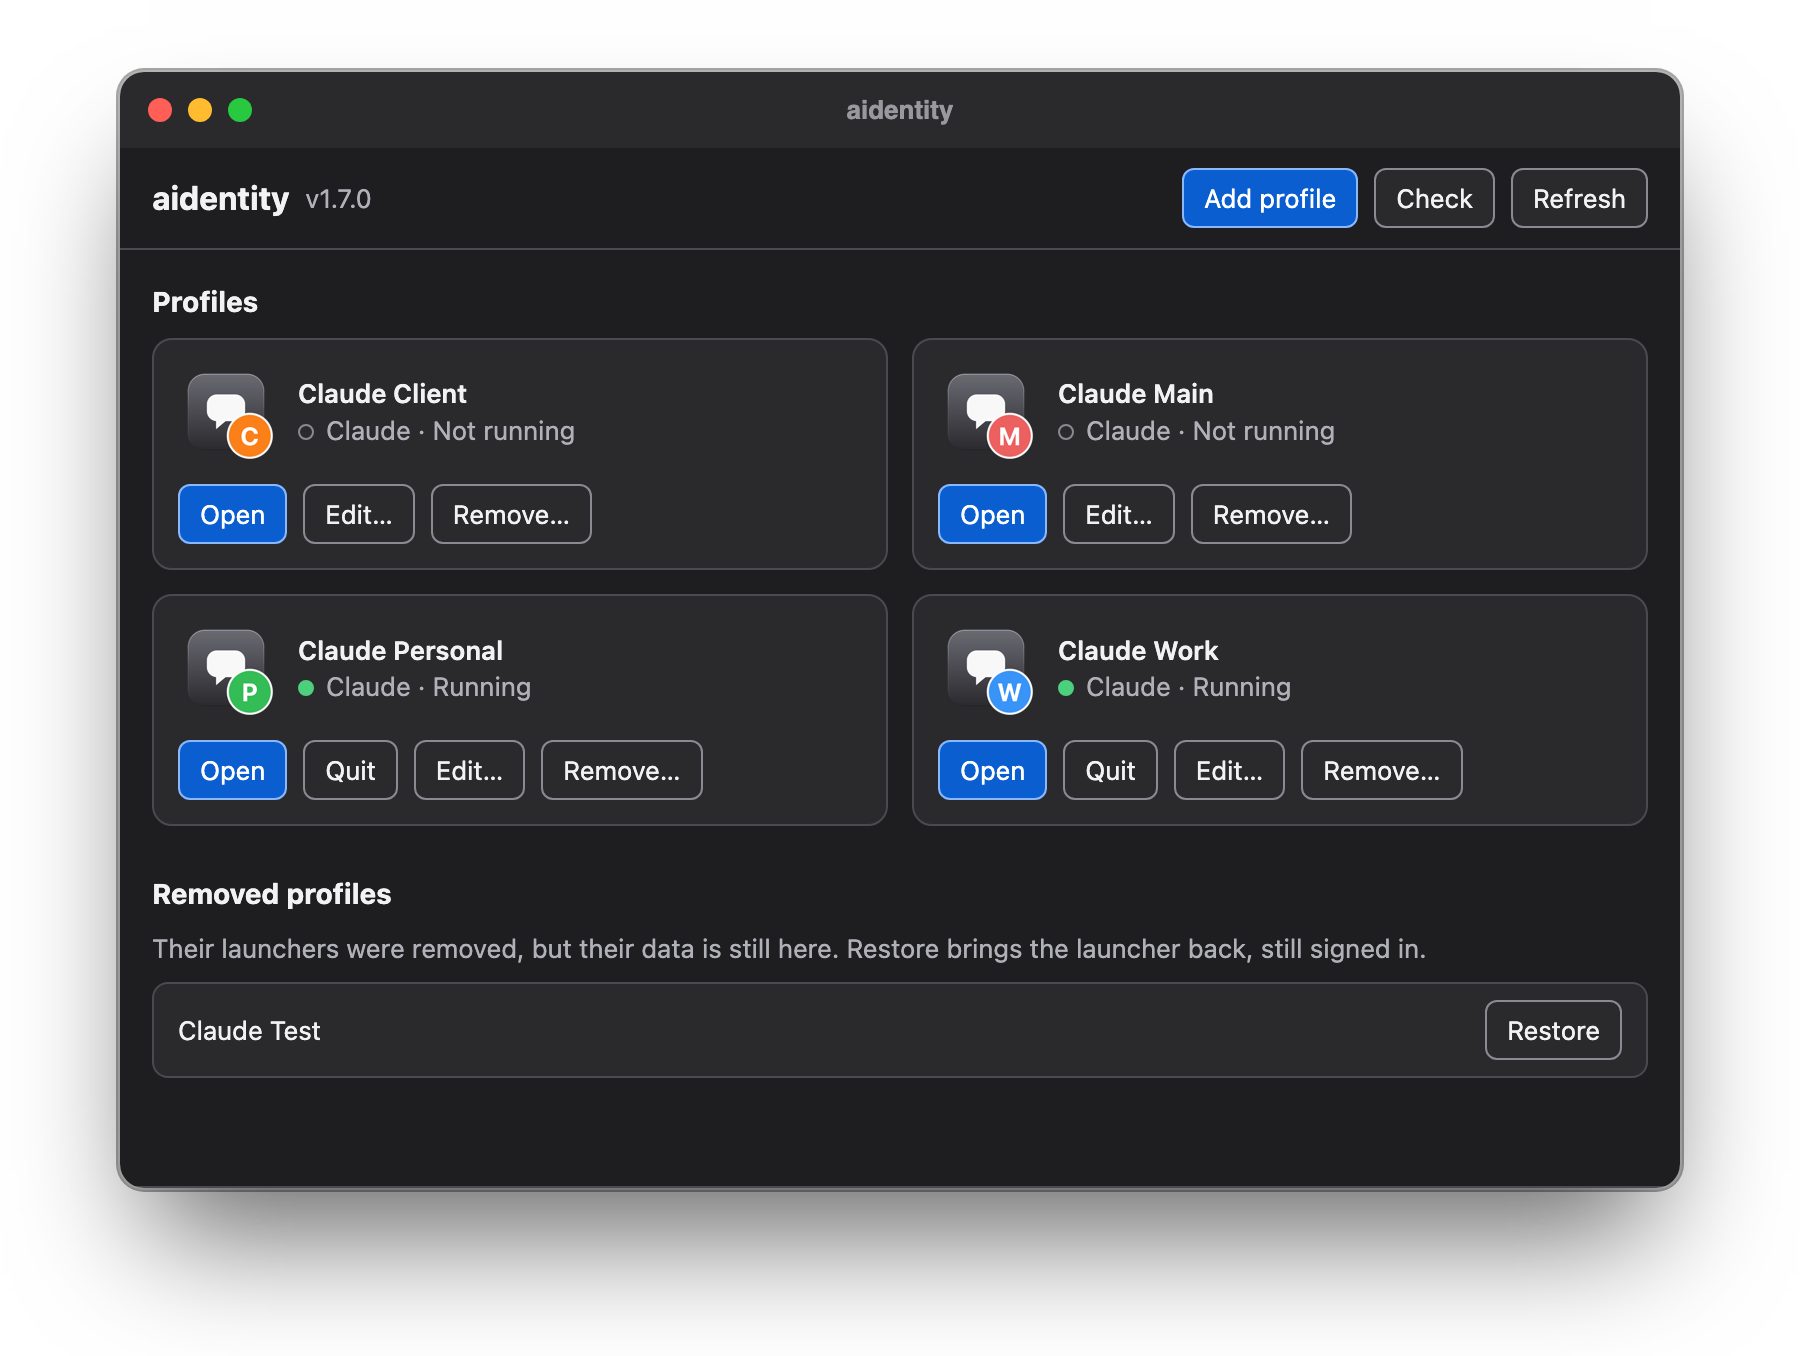 aidentity
aidentity v1.7.0 Add profile Check Refresh
Profiles
Claude Client
C
Claude · Not running
Open Edit... Remove...
Claude Main
M
Claude · Not running
Open Edit... Remove...
Claude Personal
P
Claude · Running
Open Quit Edit... Remove...
Claude Work
W
Claude · Running
Open Quit Edit... Remove...
Removed profiles
Their launchers were removed, but their data is still here. Restore brings the launcher back, still signed in.
Claude Test Restore